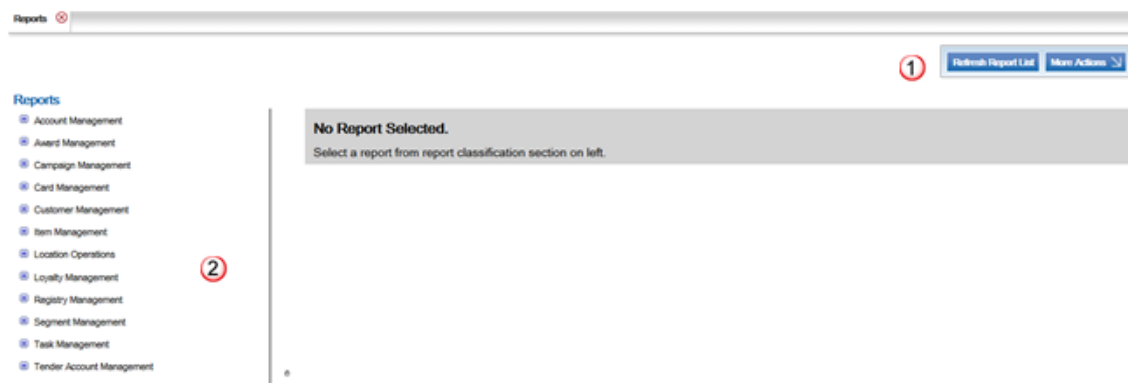 Reports
1
Refresh Report List More Actions
Reports
Account Management
Award Management
Campaign Management
Card Management
Customer Management
Item Management
Location Operations
Loyalty Management
Registry Management
Segment Management
Task Management
Tender Account Management
2
No Report Selected.
Select a report from report classification section on left.
e